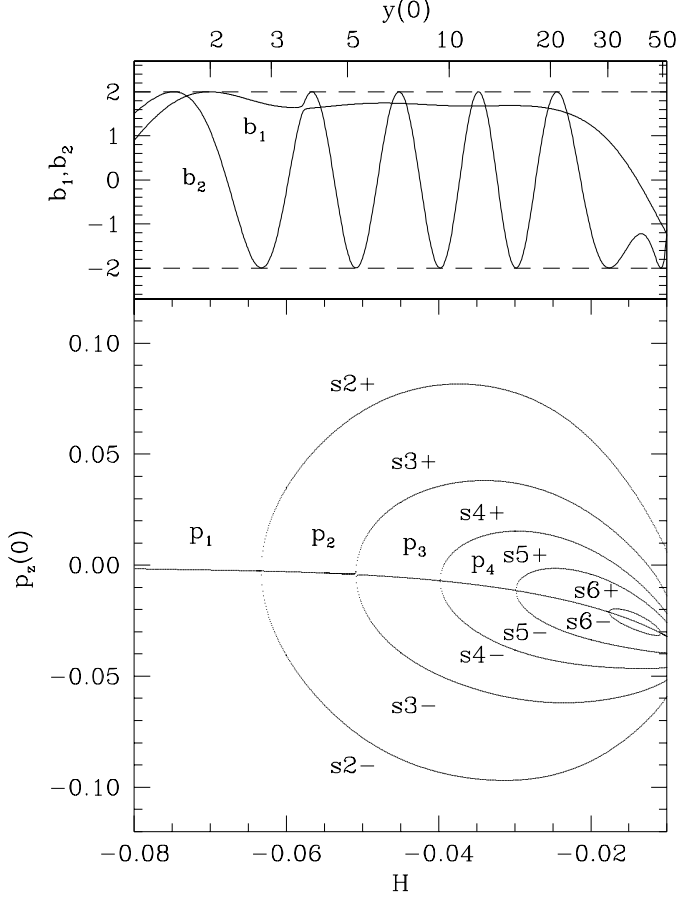 y(0)
2 3 5 10 20 30 50
2
1
0
−1
−2
b₁,b₂
b₁
b₂
0.10
0.05
0.00
−0.05
−0.10
p_z(0)
s2+
s3+
s4+
p₁ p₂ p₃ p₄ s5+
s6+
s6−
s5−
s4−
s3−
s2−
−0.08 −0.06 −0.04 −0.02
H